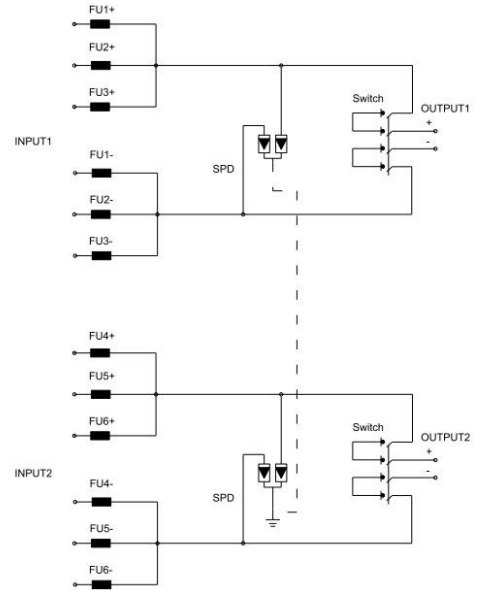 FU1+
FU2+
FU3+
INPUT1
FU1-
FU2-
FU3-
SPD
Switch
OUTPUT1
+
-
FU4+
FU5+
FU6+
INPUT2
FU4-
FU5-
FU6-
SPD
Switch
OUTPUT2
+
-